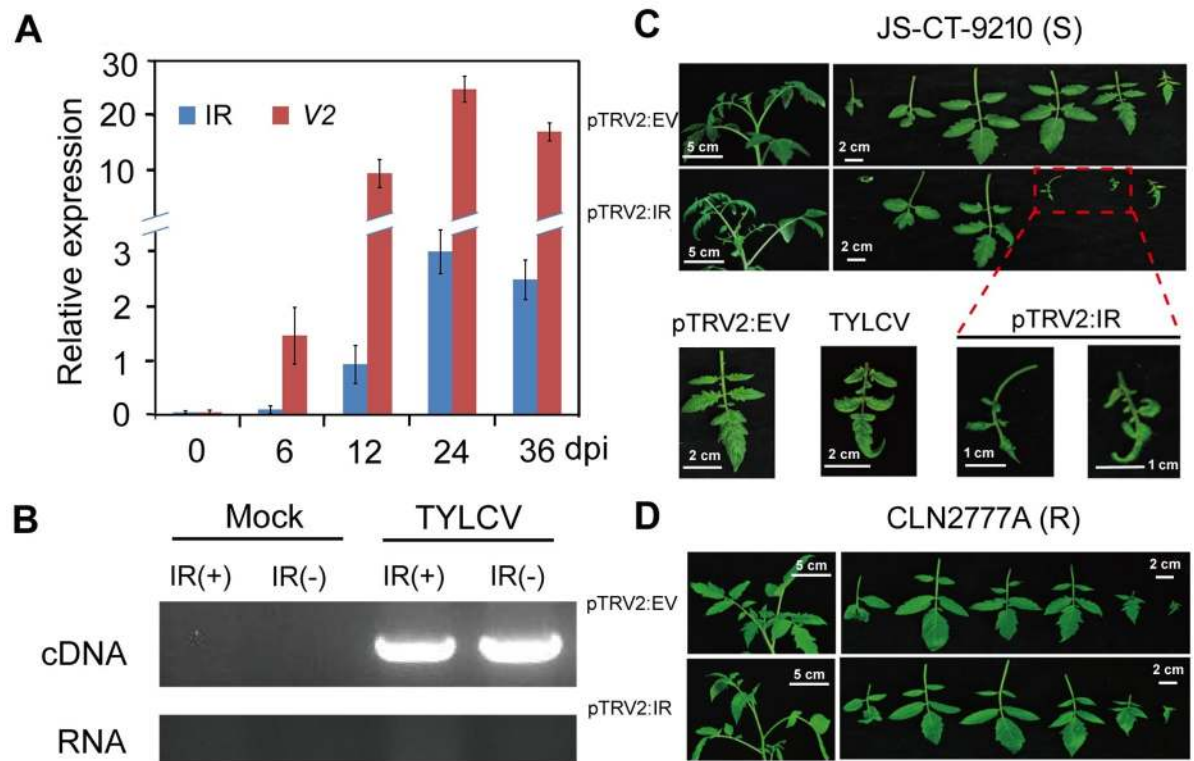 A
30
20
10
3
2
1
0
Relative expression
IR V2
0 6 12 24 36 dpi
B
Mock TYLCV
IR(+) IR(-) IR(+) IR(-)
cDNA
RNA
C
JS-CT-9210 (S)
pTRV2:EV
5 cm
2 cm
pTRV2:IR
5 cm
2 cm
pTRV2:EV TYLCV pTRV2:IR
2 cm
2 cm
1 cm
1 cm
D
CLN2777A (R)
pTRV2:EV
5 cm
2 cm
pTRV2:IR
5 cm
2 cm